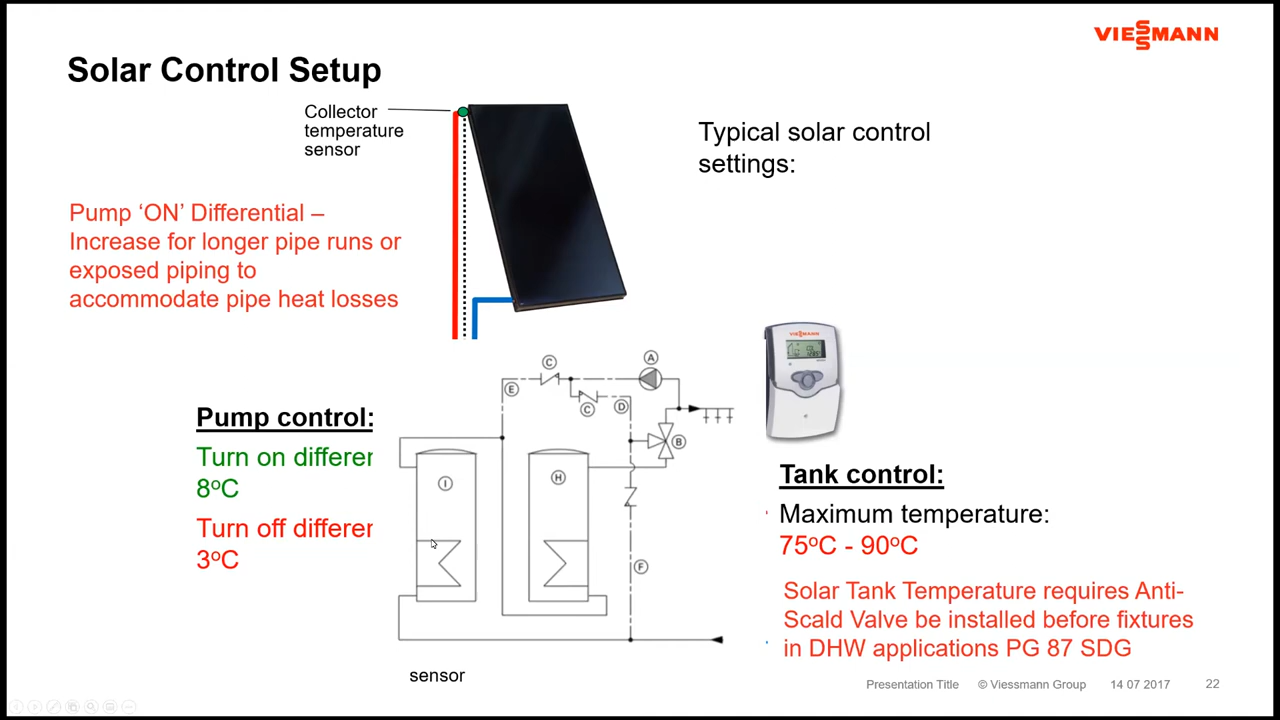 VIESSMANN
Solar Control Setup
Collector
temperature
sensor
Typical solar control
settings:
Pump ‘ON’ Differential –
Increase for longer pipe runs or
exposed piping to
accommodate pipe heat losses
VIESMANN
C
A
E
C
D
B
Pump control:
Turn on differer
8ºC
Turn off differer
3ºC
I
H
F
Tank control:
Maximum temperature:
75ºC - 90ºC
Solar Tank Temperature requires Anti-
Scald Valve be installed before fixtures
in DHW applications PG 87 SDG
sensor
Presentation Title © Viessmann Group 14 07 2017 22